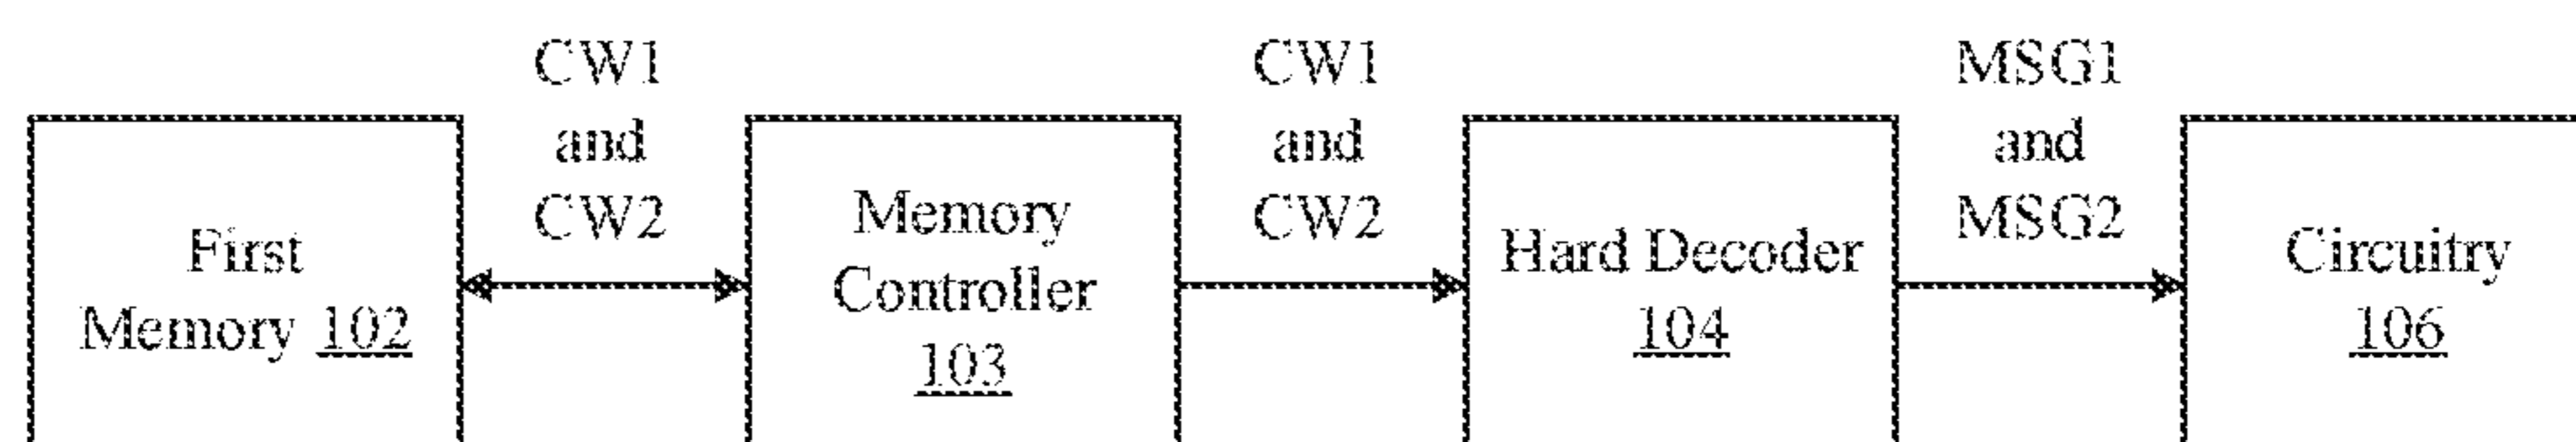 CW1
and
CW2
CW1
and
CW2
MSG1
and
MSG2
First
Memory 102
Memory
Controller
103
Hard Decoder
104
Circuitry
106